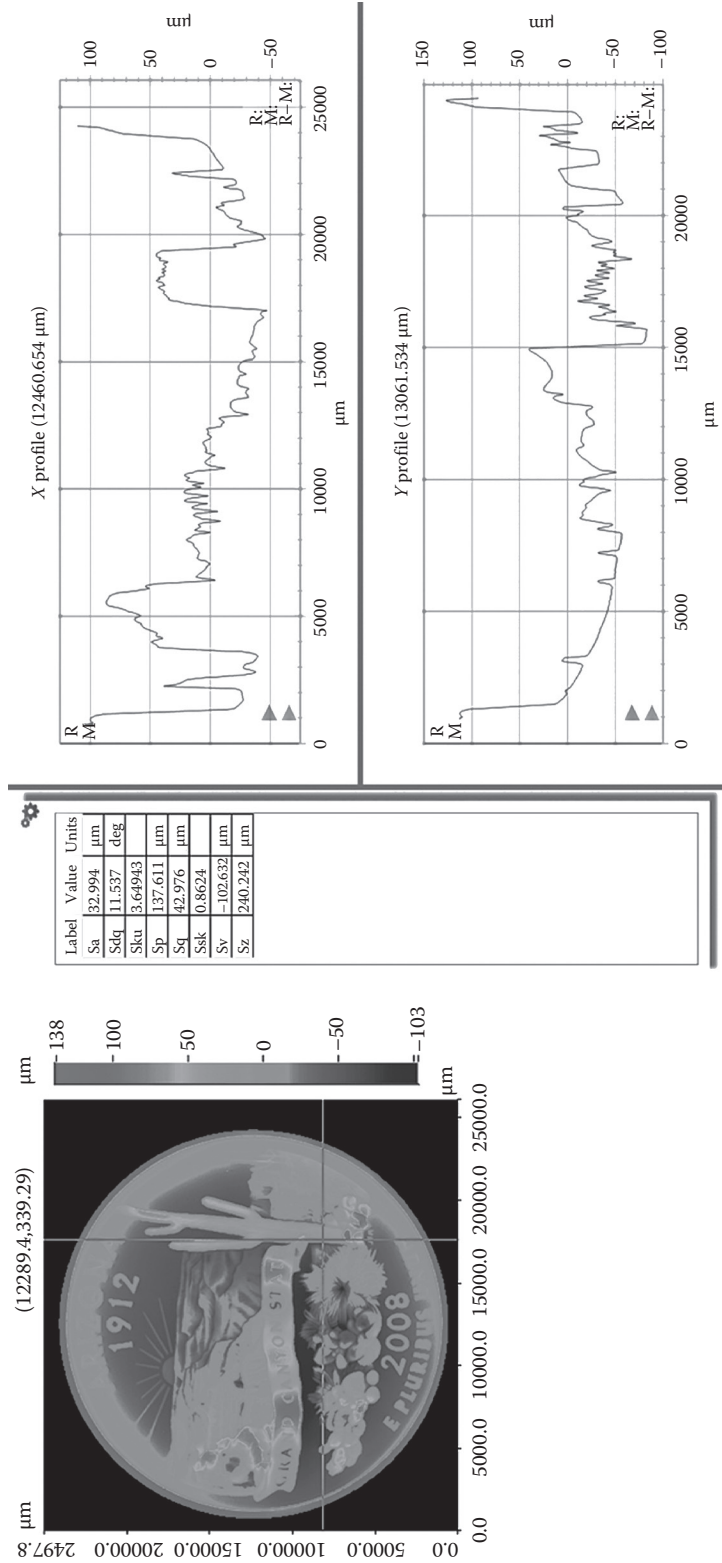 µm (12289.4,339.29) µm
2497.8
20000.0
15000.0
10000.0
5000.0
0.0
0.0 5000.0 10000.0 15000.0 20000.0 25000.0
µm
138
100
50
0
−50
−103
1912
2008
E PLURIBUS
Label Value Units
Sa 32.994 µm
Sdq 11.537 deg
Sku 3.64943
Sp 137.611 µm
Sq 42.976 µm
Ssk 0.8624
Sv −102.632 µm
Sz 240.242 µm
X profile (12460.654 µm)
µm
100
50
0
−50
R
M
R:
M:
R−M:
0 5000 10000 15000 20000 25000
µm
Y profile (13061.534 µm)
µm
150
100
50
0
−50
−100
R
M
R:
M:
R−M:
0 5000 10000 15000 20000
µm